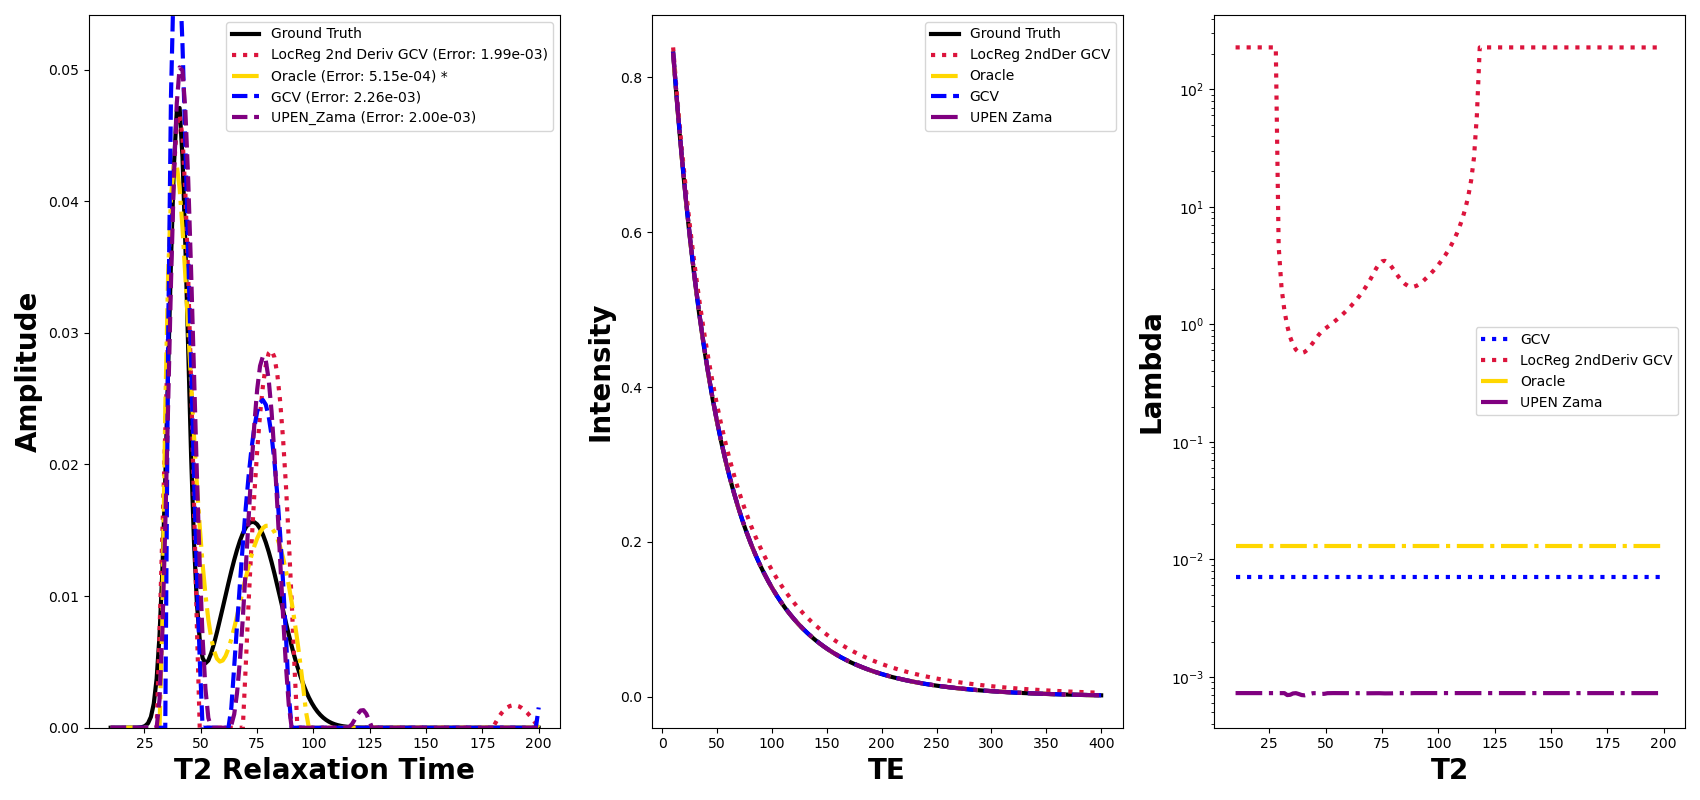 Amplitude
0.05
0.04
0.03
0.02
0.01
0.00
25 50 75 100 125 150 175 200
T2 Relaxation Time
Ground Truth
LocReg 2nd Deriv GCV (Error: 1.99e-03)
Oracle (Error: 5.15e-04) *
GCV (Error: 2.26e-03)
UPEN_Zama (Error: 2.00e-03)
Intensity
0.8
0.6
0.4
0.2
0.0
0 50 100 150 200 250 300 350 400
TE
Ground Truth
LocReg 2ndDer GCV
Oracle
GCV
UPEN Zama
Lambda
10²
10¹
10⁰
10⁻¹
10⁻²
10⁻³
25 50 75 100 125 150 175 200
T2
GCV
LocReg 2ndDeriv GCV
Oracle
UPEN Zama